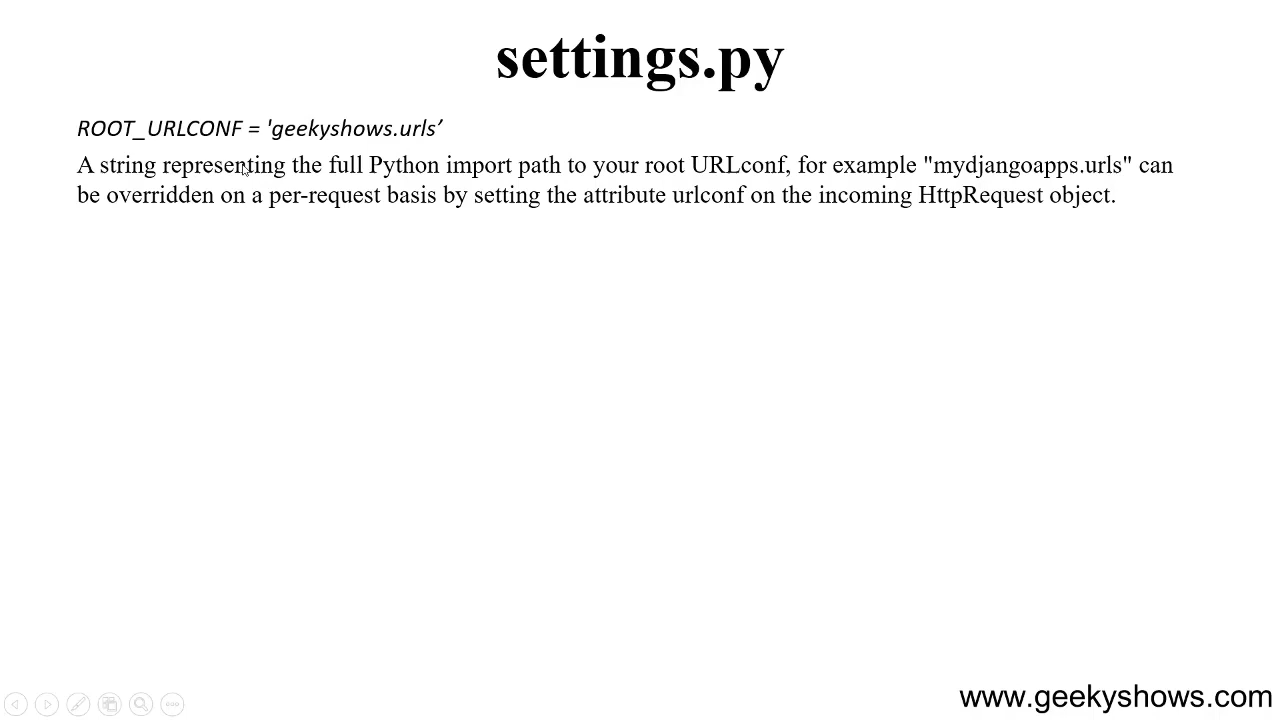 settings.py
ROOT_URLCONF = 'geekyshows.urls’
A string representing the full Python import path to your root URLconf, for example "mydjangoapps.urls" can
be overridden on a per-request basis by setting the attribute urlconf on the incoming HttpRequest object.
www.geekyshows.com